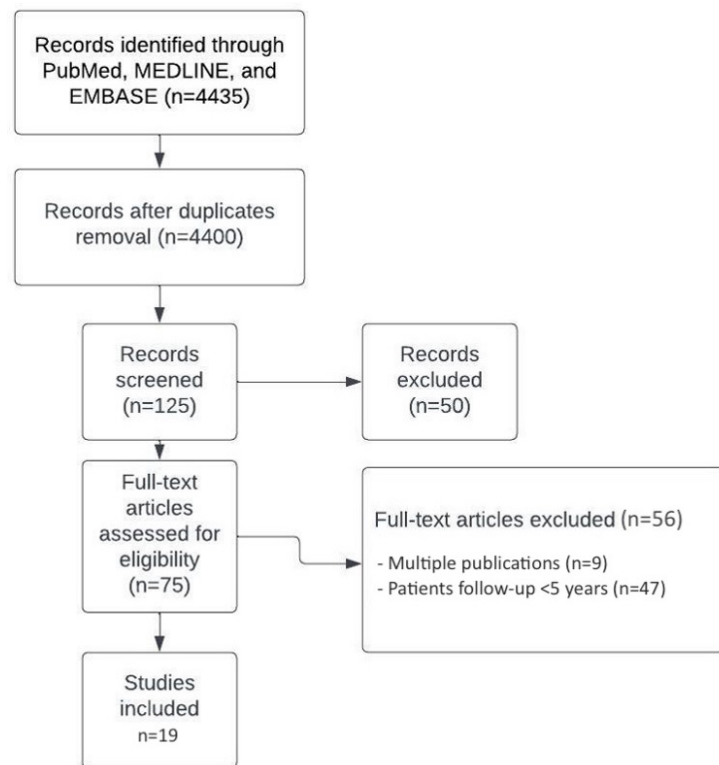 Records identified through
PubMed, MEDLINE, and
EMBASE (n=4435)
Records after duplicates
removal (n=4400)
Records
screened
(n=125)
Records
excluded
(n=50)
Full-text
articles
assessed for
eligibility
(n=75)
Full-text articles excluded (n=56)
- Multiple publications (n=9)
- Patients follow-up <5 years (n=47)
Studies
included
n=19